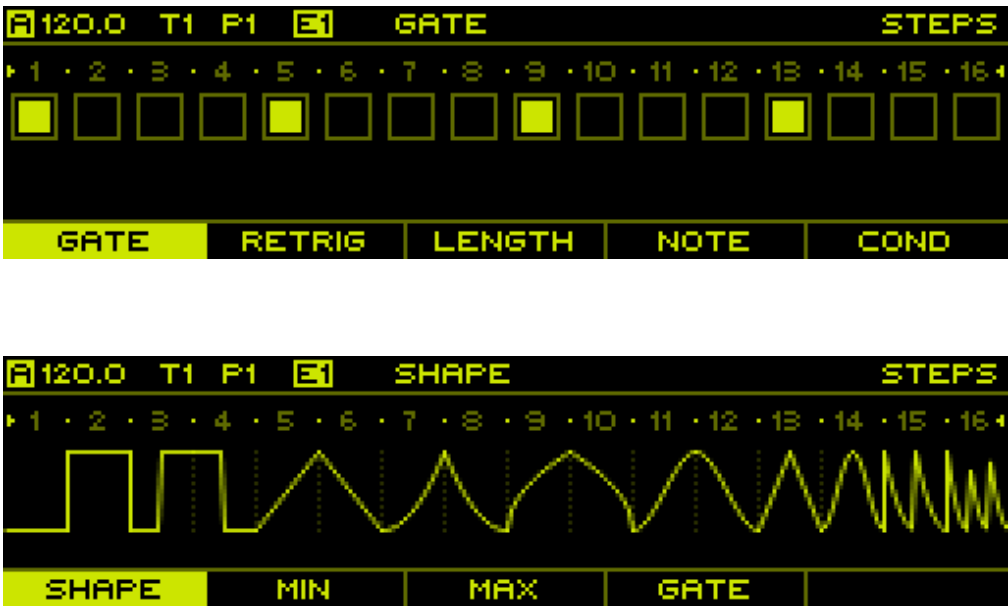 A 120.0 T1 P1 E1 GATE STEPS
1 · 2 · 3 · 4 · 5 · 6 · 7 · 8 · 9 · 10 · 11 · 12 · 13 · 14 · 15 · 16
GATE RETRIG LENGTH NOTE COND
A 120.0 T1 P1 E1 SHAPE STEPS
1 · 2 · 3 · 4 · 5 · 6 · 7 · 8 · 9 · 10 · 11 · 12 · 13 · 14 · 15 · 16
SHAPE MIN MAX GATE